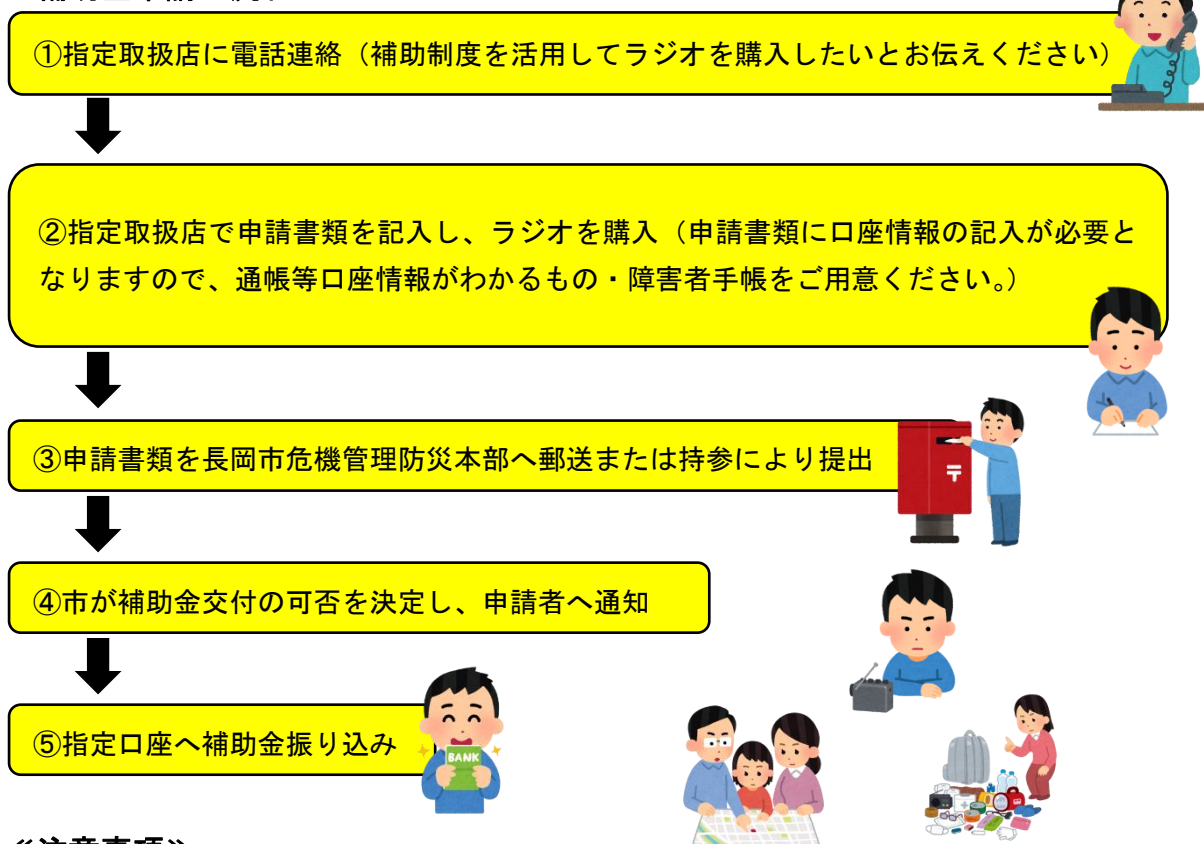 ①指定取扱店に電話連絡（補助制度を活用してラジオを購入したいとお伝えください）
②指定取扱店で申請書類を記入し、ラジオを購入（申請書類に口座情報の記入が必要と
なりますので、通帳等口座情報がわかるもの・障害者手帳をご用意ください。）
③申請書類を長岡市危機管理防災本部へ郵送または持参により提出
〒
④市が補助金交付の可否を決定し、申請者へ通知
⑤指定口座へ補助金振り込み
BANK
≪注意事項≫